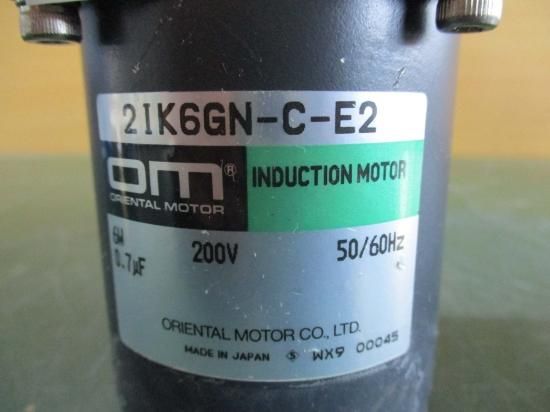 2IK6GN-C-E2
OM® INDUCTION MOTOR
ORIENTAL MOTOR
6W 200V 50/60Hz
0.7µF
ORIENTAL MOTOR CO., LTD.
MADE IN JAPAN Ⓢ WX9 00045